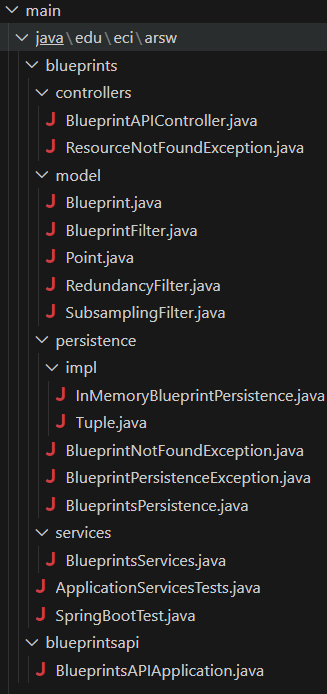 main
java\edu\eci\arsw
blueprints
controllers
BlueprintAPIController.java
ResourceNotFoundException.java
model
Blueprint.java
BlueprintFilter.java
Point.java
RedundancyFilter.java
SubsamplingFilter.java
persistence
impl
InMemoryBlueprintPersistence.java
Tuple.java
BlueprintNotFoundException.java
BlueprintPersistenceException.java
BlueprintsPersistence.java
services
BlueprintsServices.java
ApplicationServicesTests.java
SpringBootTest.java
blueprintsapi
BlueprintsAPIApplication.java